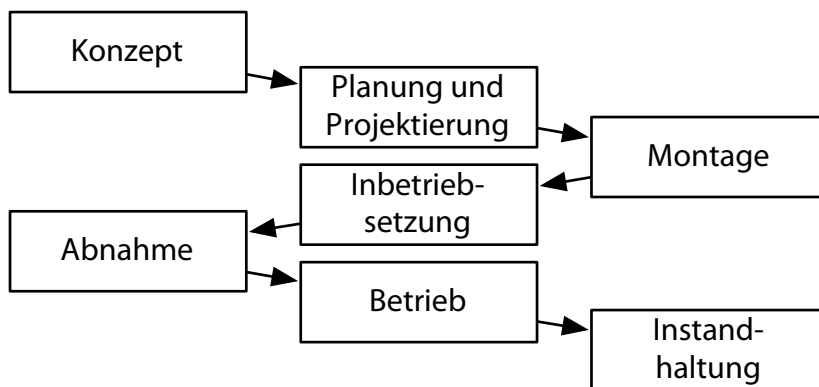 Konzept
Planung und
Projektierung
Montage
Inbetrieb-
setzung
Abnahme
Betrieb
Instand-
haltung